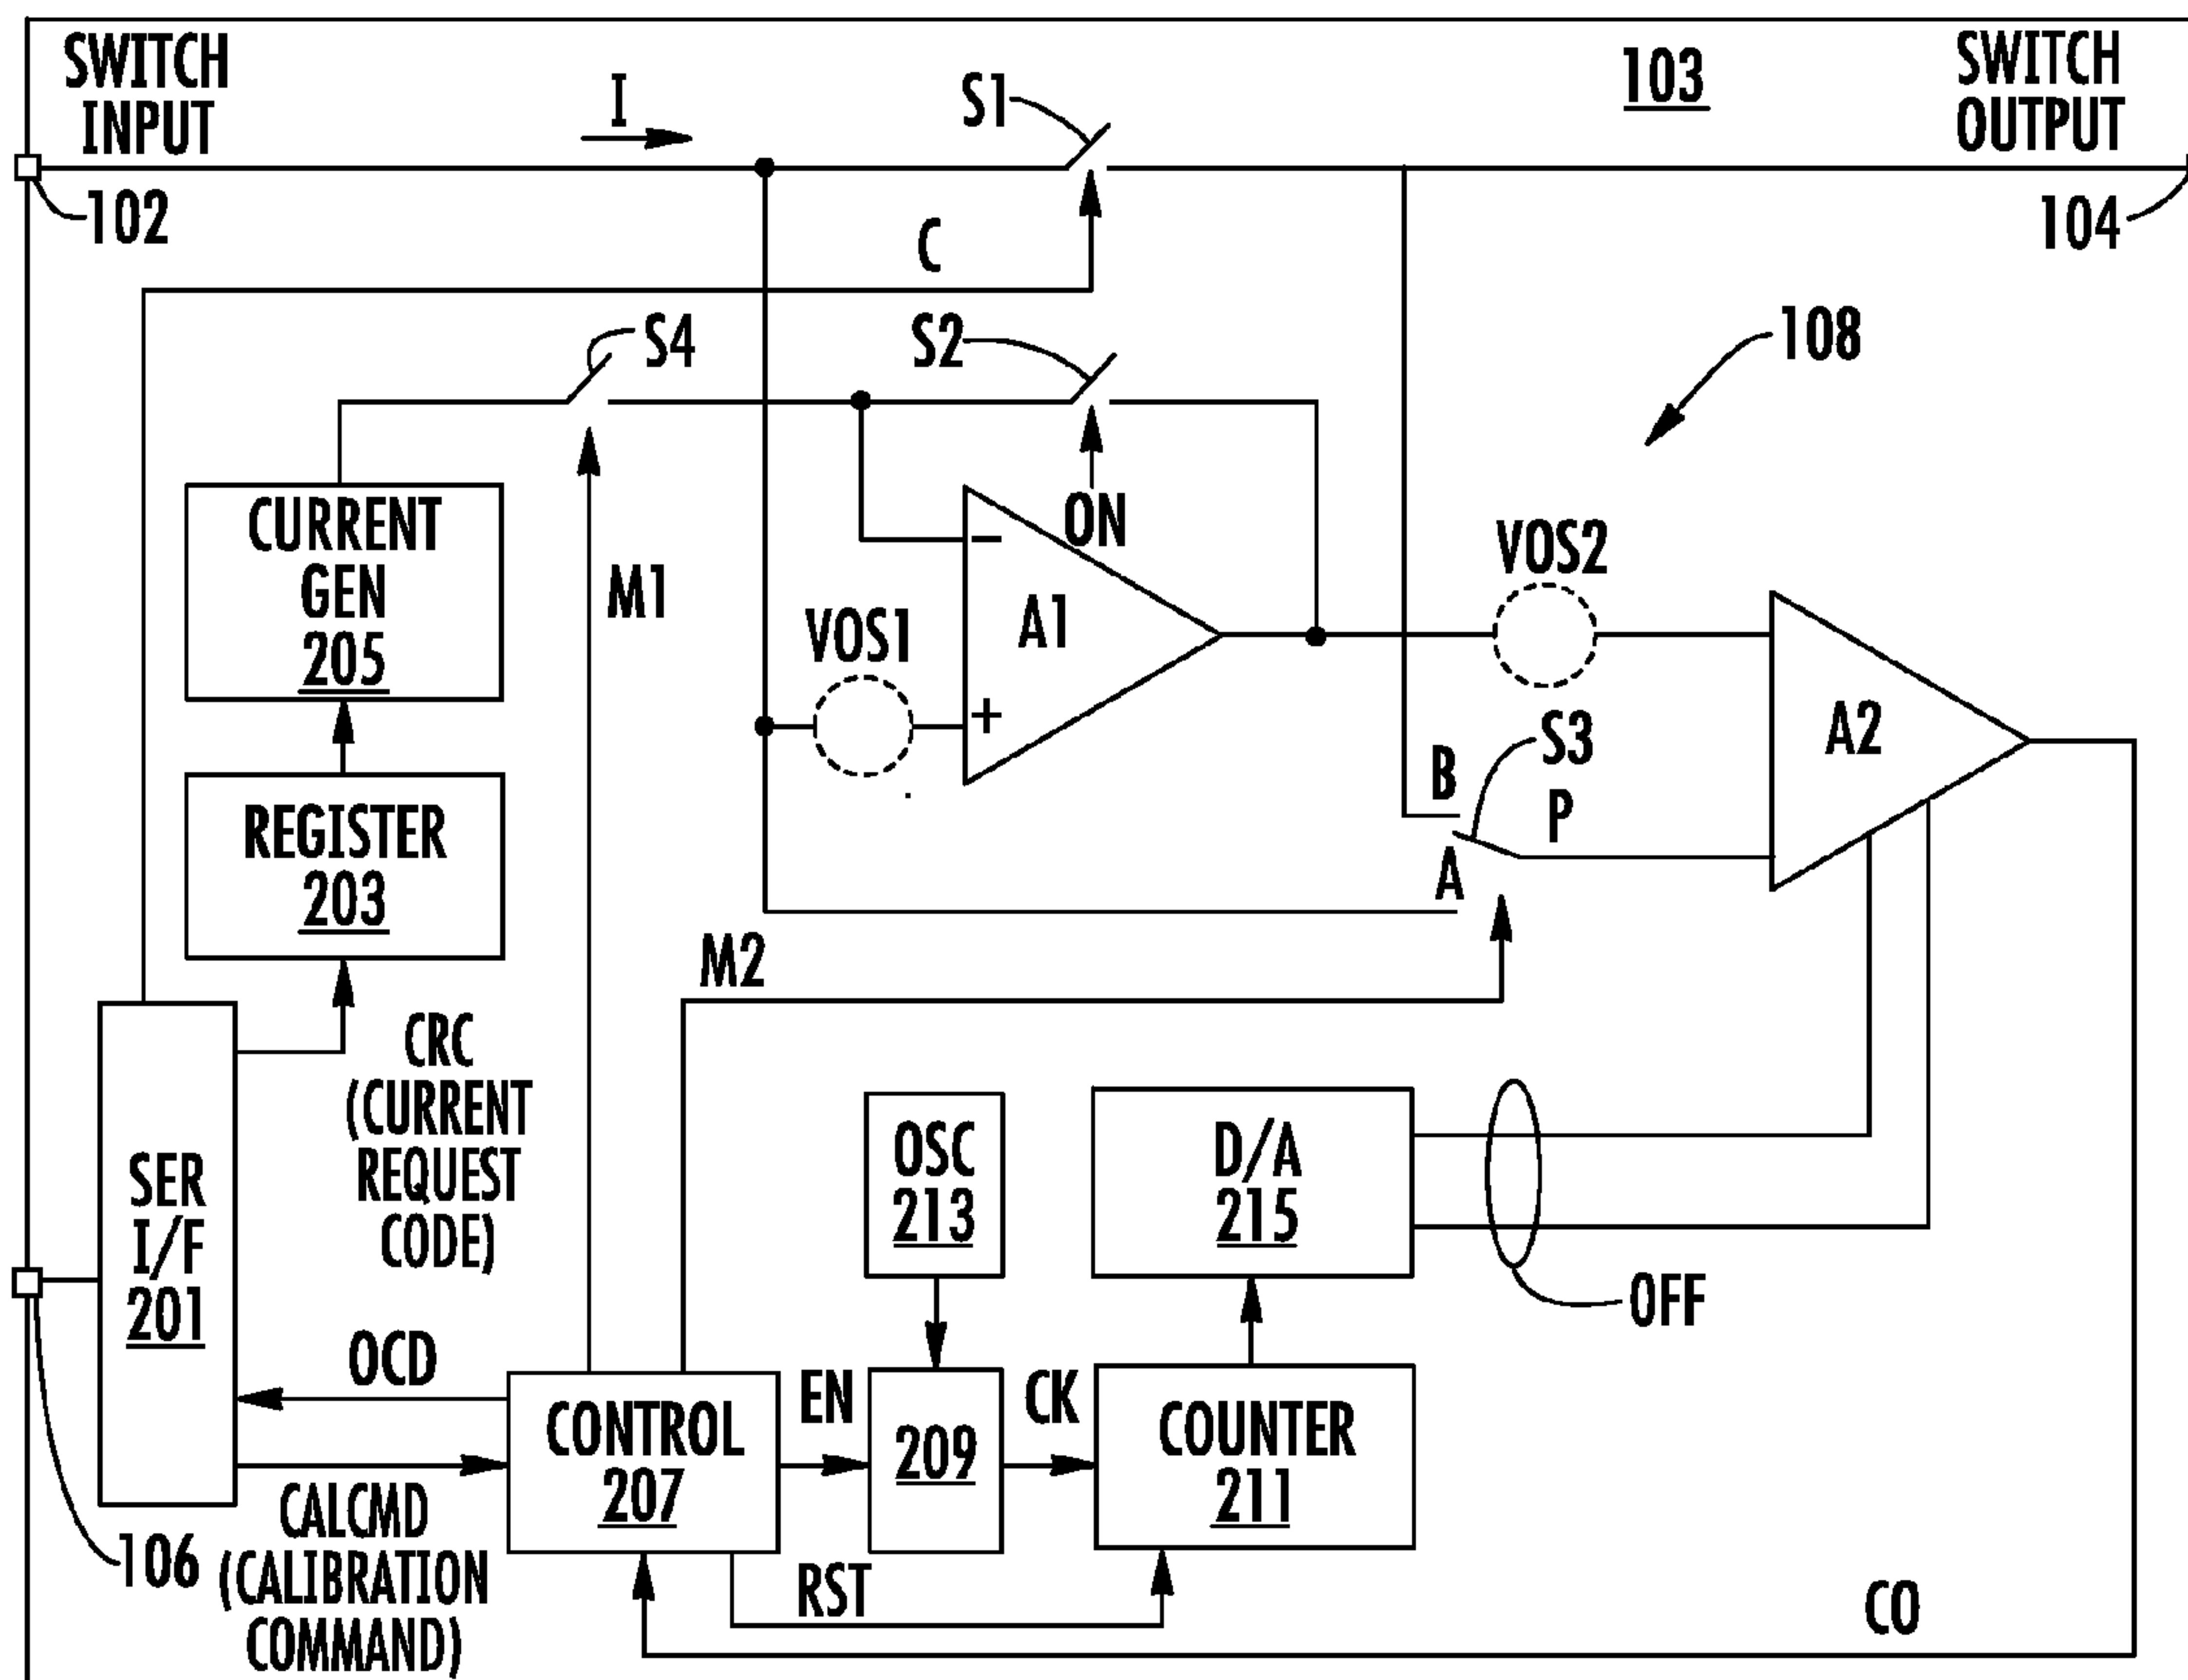 SWITCH
INPUT
I
S1
103
SWITCH
OUTPUT
102
104
C
S4
S2
108
CURRENT
GEN
205
M1
ON
VOS1
A1
VOS2
A2
S3
B
P
A
REGISTER
203
M2
CRC
(CURRENT
REQUEST
CODE)
SER
I/F
201
OSC
213
D/A
215
OFF
OCD
CONTROL
207
EN
209
CK
COUNTER
211
CALCMD
(CALIBRATION
COMMAND)
106
RST
CO
−
+